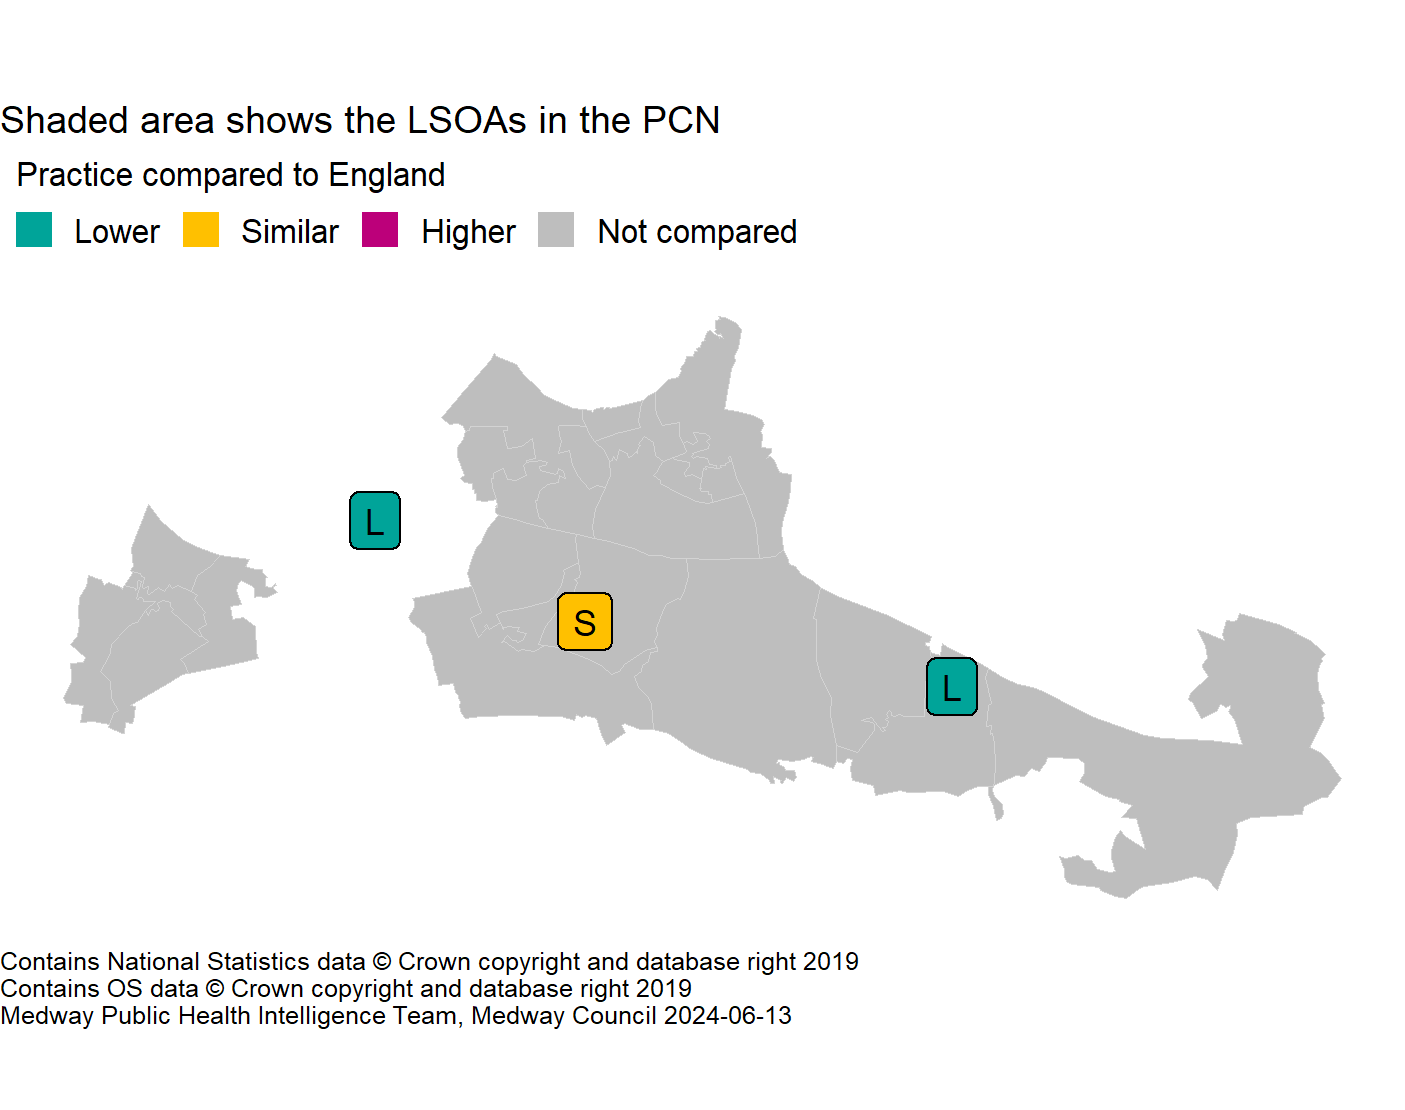 Shaded area shows the LSOAs in the PCN
Practice compared to England
Lower Similar Higher Not compared
L
S
L
Contains National Statistics data © Crown copyright and database right 2019
Contains OS data © Crown copyright and database right 2019
Medway Public Health Intelligence Team, Medway Council 2024-06-13